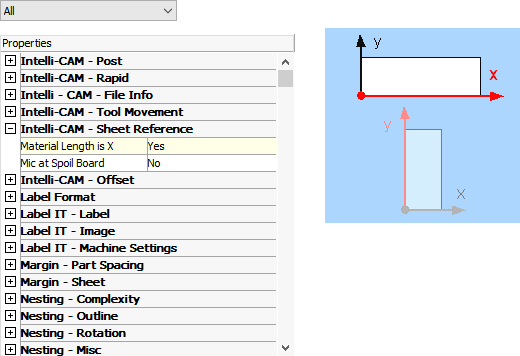 All
Properties
Intelli-CAM - Post
Intelli-CAM - Rapid
Intelli - CAM - File Info
Intelli-CAM - Tool Movement
Intelli-CAM - Sheet Reference
Material Length is X Yes
Mic at Spoil Board No
Intelli-CAM - Offset
Label Format
Label IT - Label
Label IT - Image
Label IT - Machine Settings
Margin - Part Spacing
Margin - Sheet
Nesting - Complexity
Nesting - Outline
Nesting - Rotation
Nesting - Misc
y
x
y
x